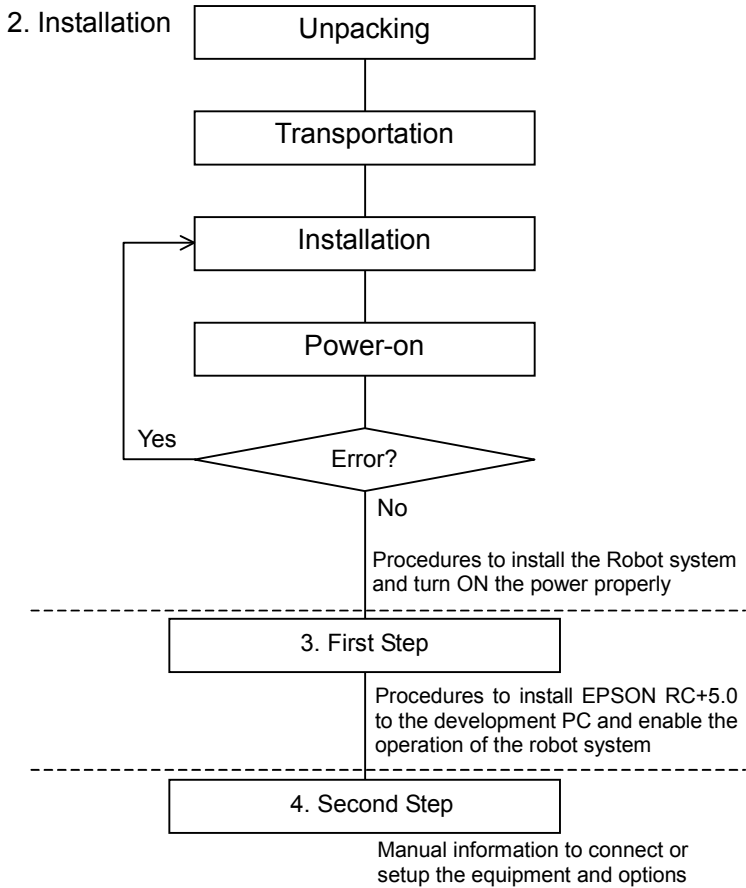 2. Installation
Unpacking
Transportation
Installation
Power-on
Yes
Error?
No
Procedures to install the Robot system
and turn ON the power properly
3. First Step
Procedures to install EPSON RC+5.0
to the development PC and enable the
operation of the robot system
4. Second Step
Manual information to connect or
setup the equipment and options